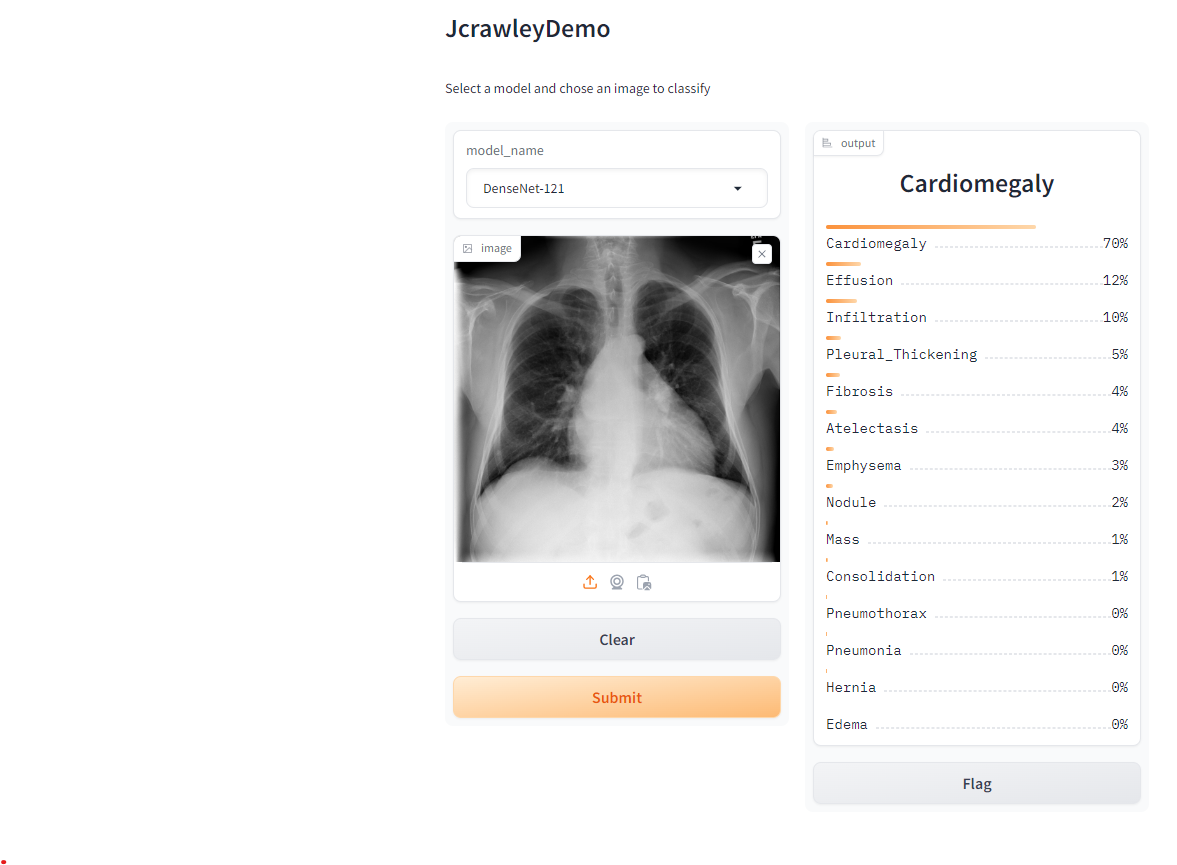 JcrawleyDemo
Select a model and chose an image to classify
model_name
DenseNet-121
image
Clear
Submit
output
Cardiomegaly
Cardiomegaly 70%
Effusion 12%
Infiltration 10%
Pleural_Thickening 5%
Fibrosis 4%
Atelectasis 4%
Emphysema 3%
Nodule 2%
Mass 1%
Consolidation 1%
Pneumothorax 0%
Pneumonia 0%
Hernia 0%
Edema 0%
Flag